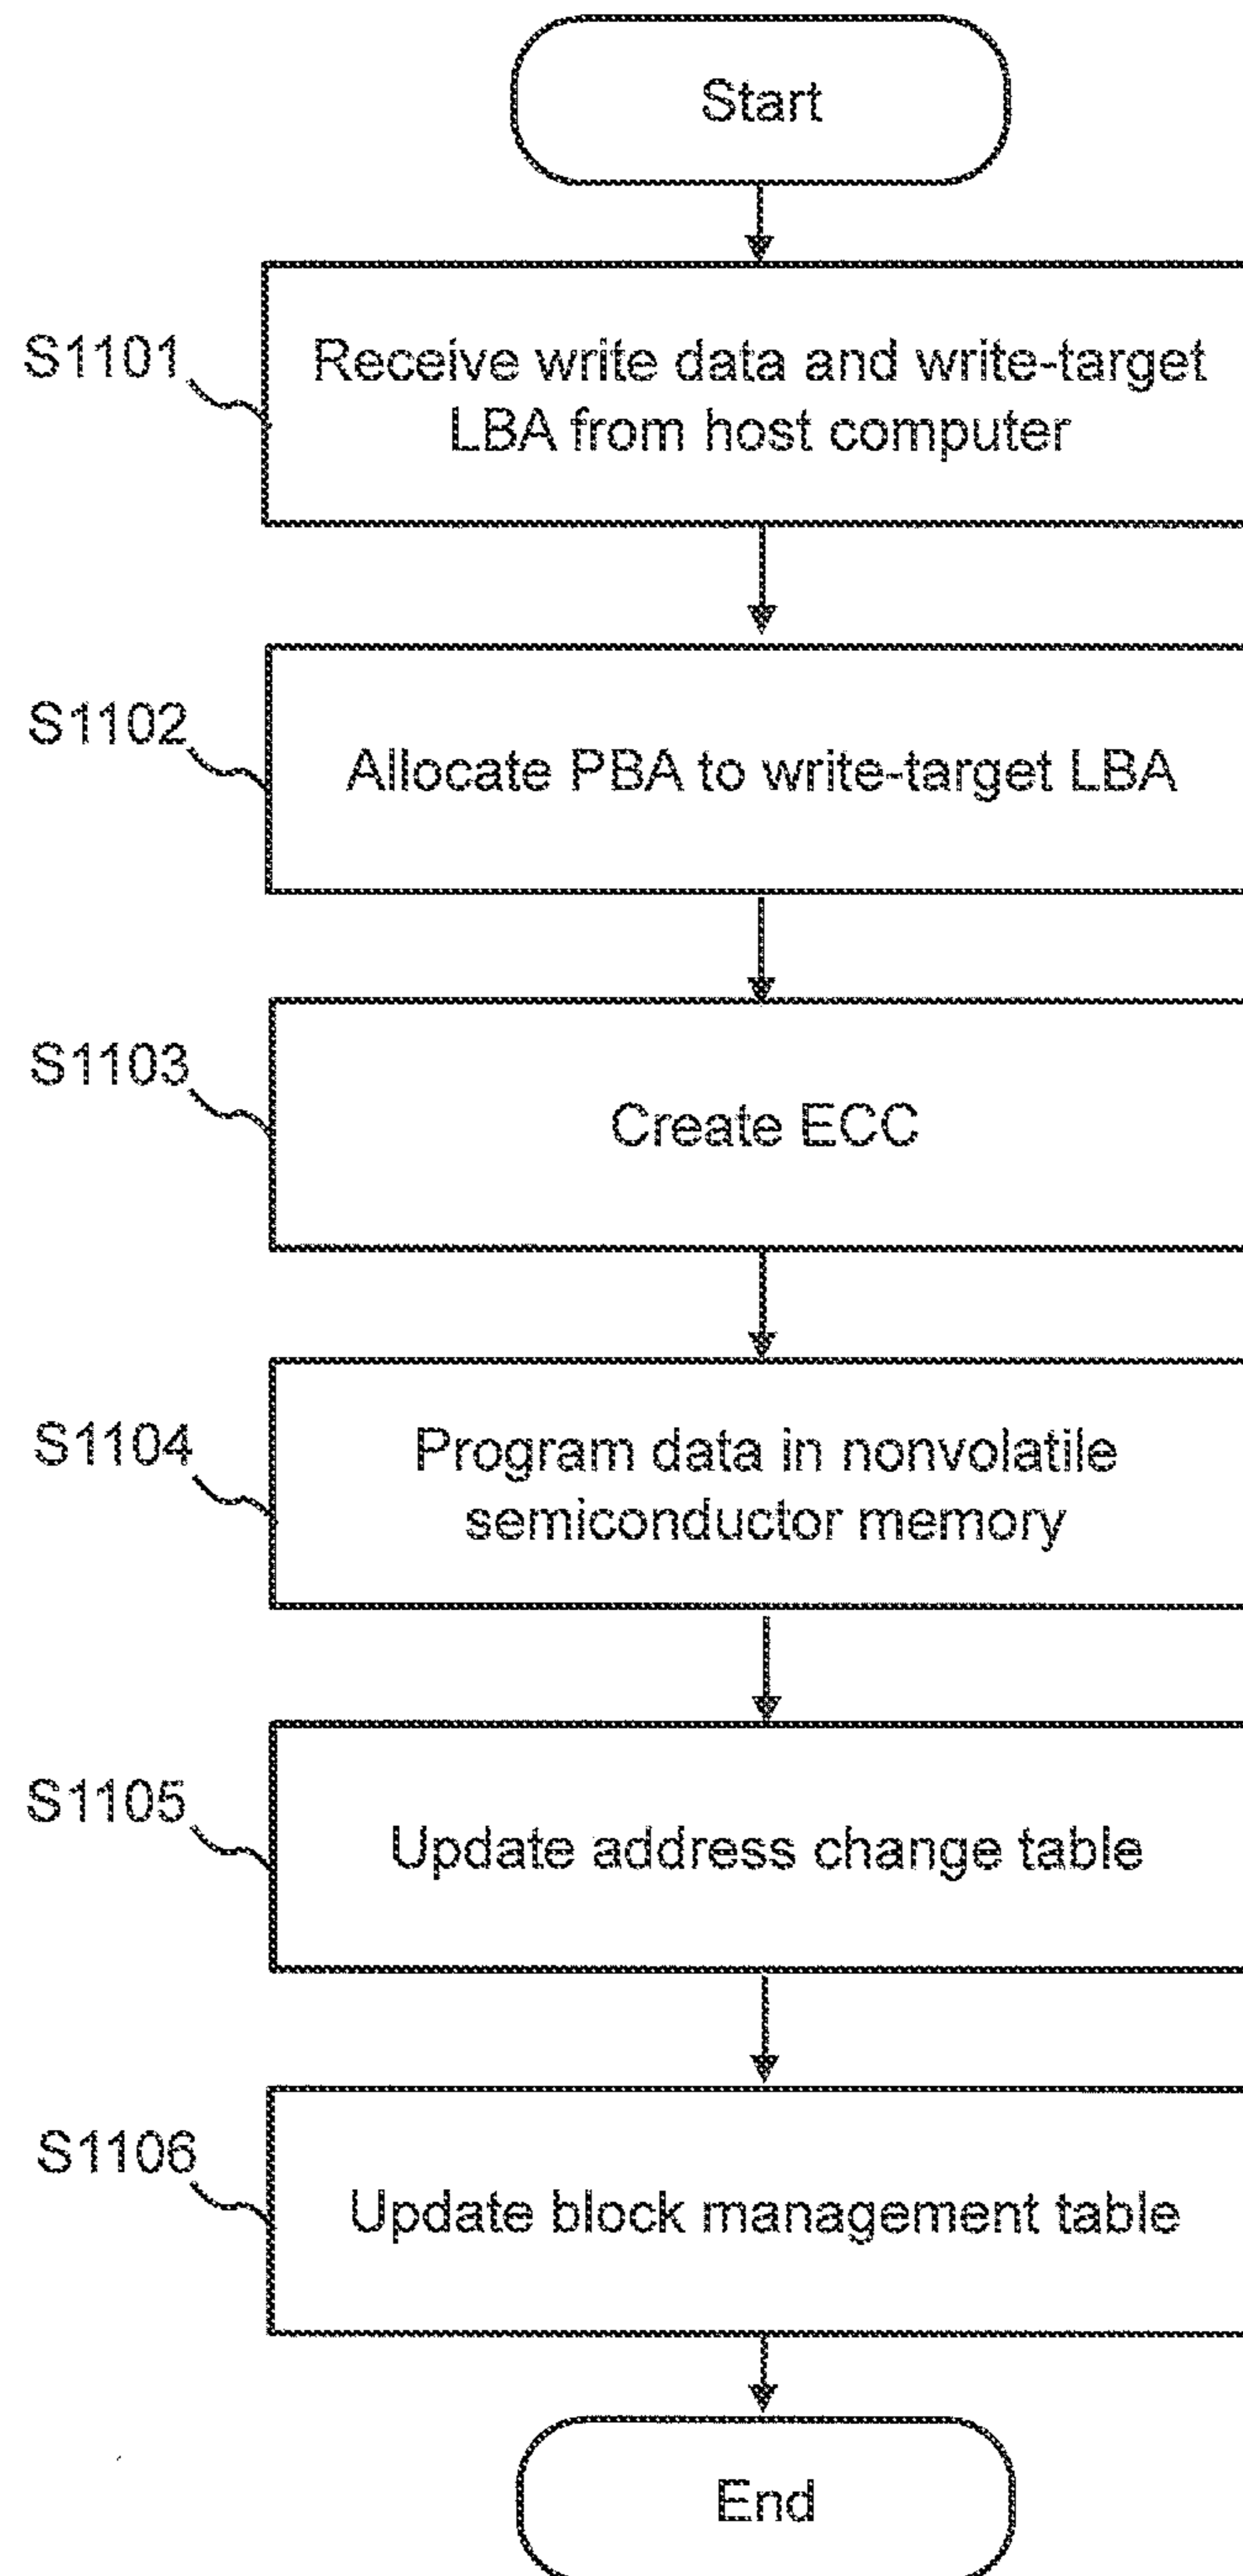 Start
S1101
Receive write data and write-target
LBA from host computer
S1102
Allocate PBA to write-target LBA
S1103
Create ECC
S1104
Program data in nonvolatile
semiconductor memory
S1105
Update address change table
S1106
Update block management table
End